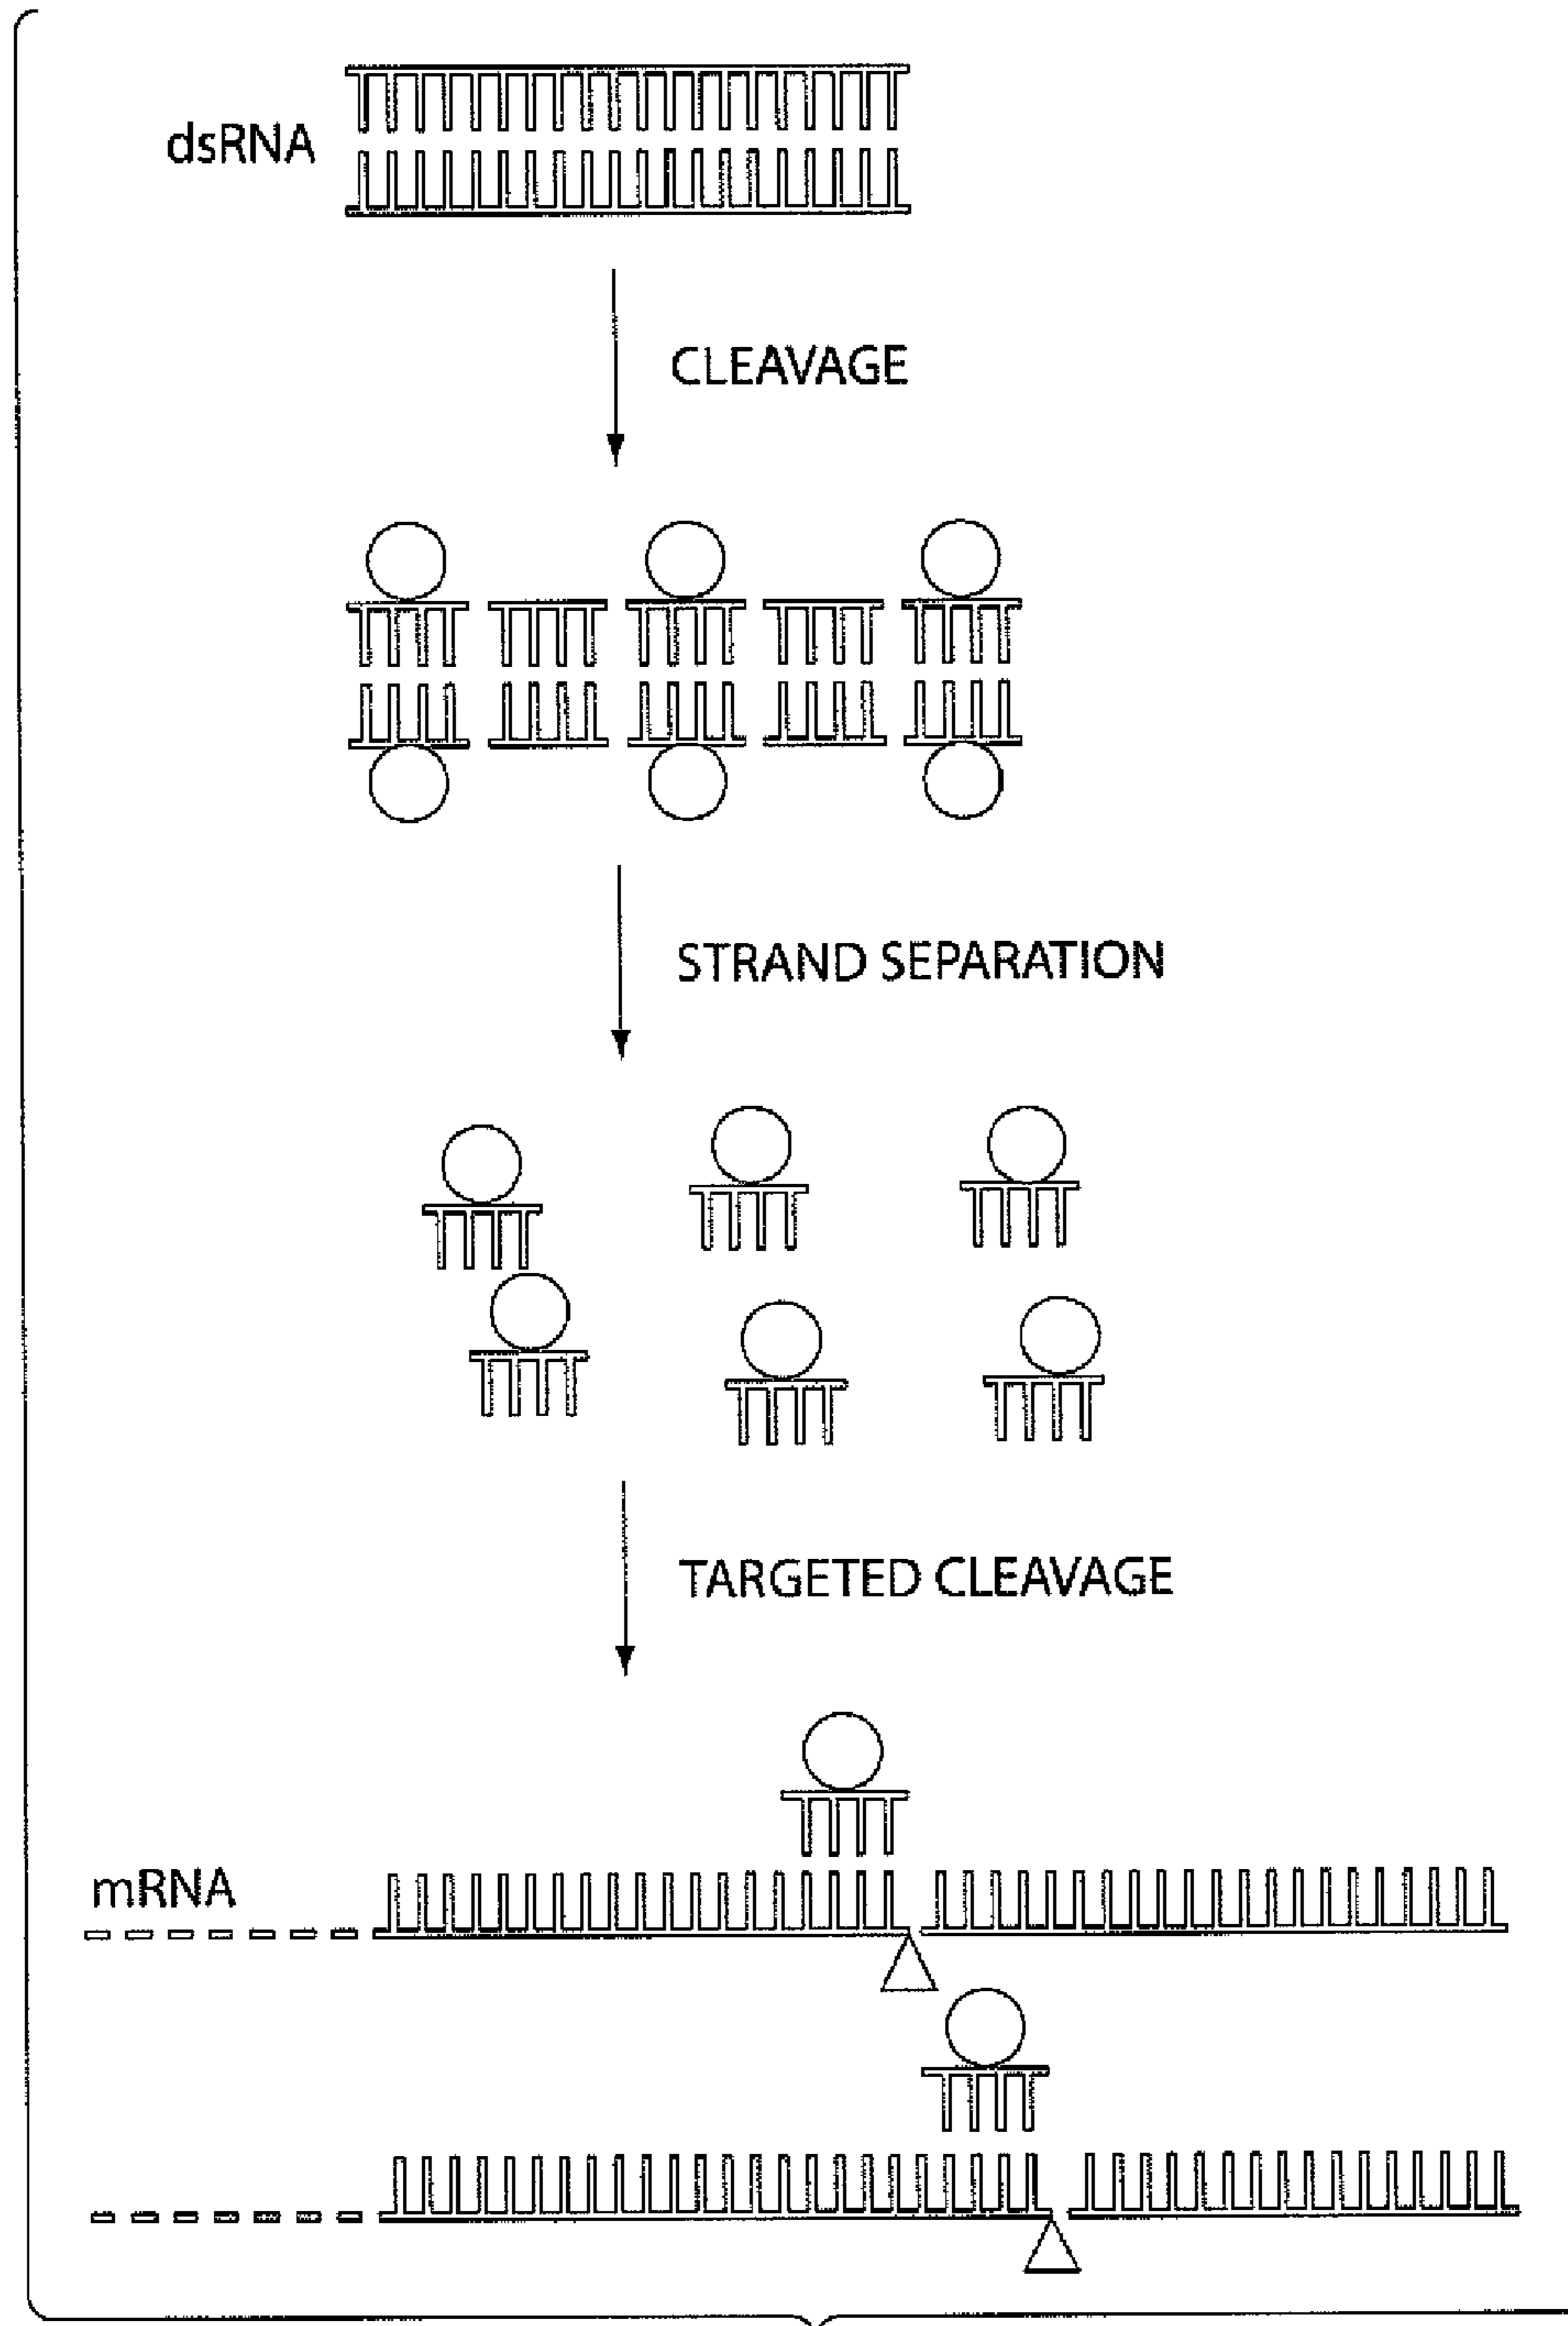 dsRNA
CLEAVAGE
STRAND SEPARATION
TARGETED CLEAVAGE
mRNA